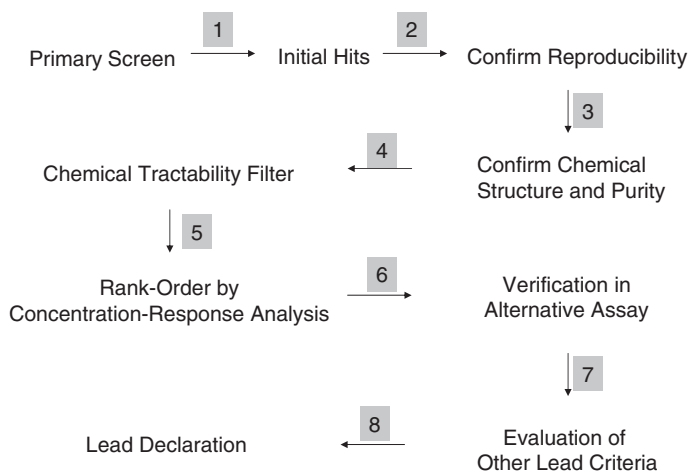 1
2
Primary Screen
Initial Hits
Confirm Reproducibility
3
4
Chemical Tractability Filter
Confirm Chemical
Structure and Purity
5
Rank-Order by
Concentration-Response Analysis
6
Verification in
Alternative Assay
7
8
Lead Declaration
Evaluation of
Other Lead Criteria